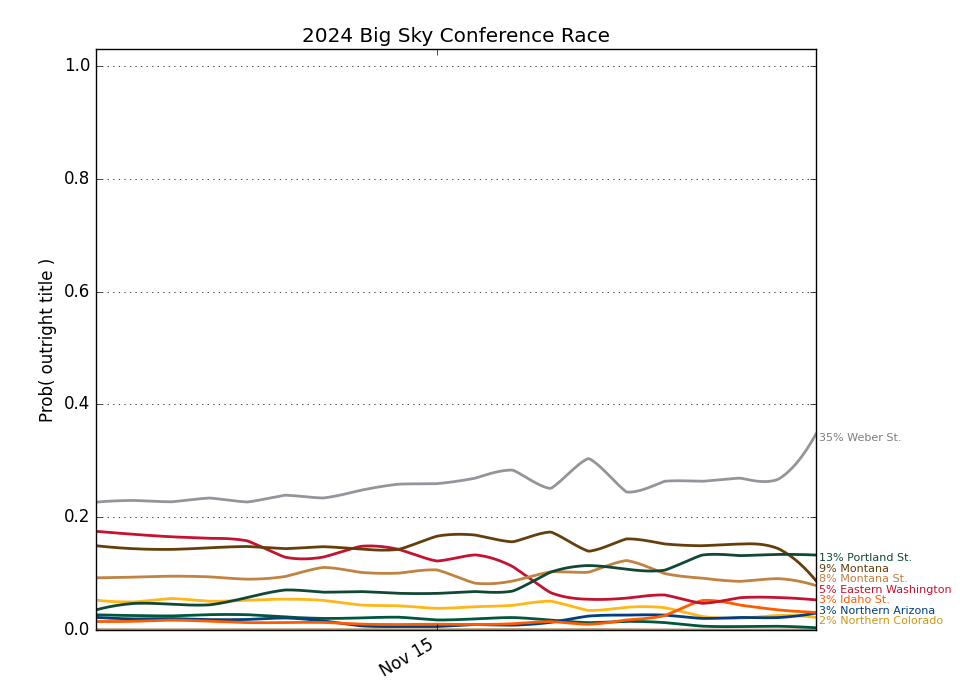 2024 Big Sky Conference Race
Prob( outright title )
1.0
0.8
0.6
0.4
0.2
0.0
Nov 15
35% Weber St.
13% Portland St.
9% Montana
8% Montana St.
5% Eastern Washington
3% Idaho St.
3% Northern Arizona
2% Northern Colorado